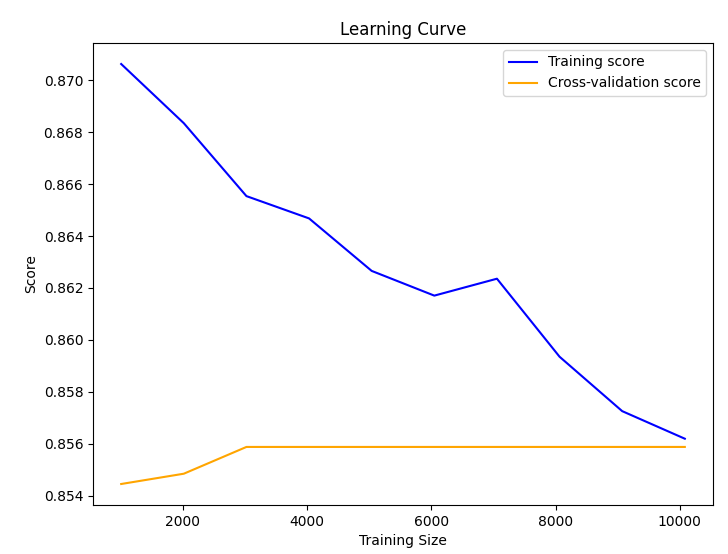 Learning Curve
Training score
Cross-validation score
0.870
0.868
0.866
0.864
0.862
0.860
0.858
0.856
0.854
Score
2000
4000
6000
8000
10000
Training Size